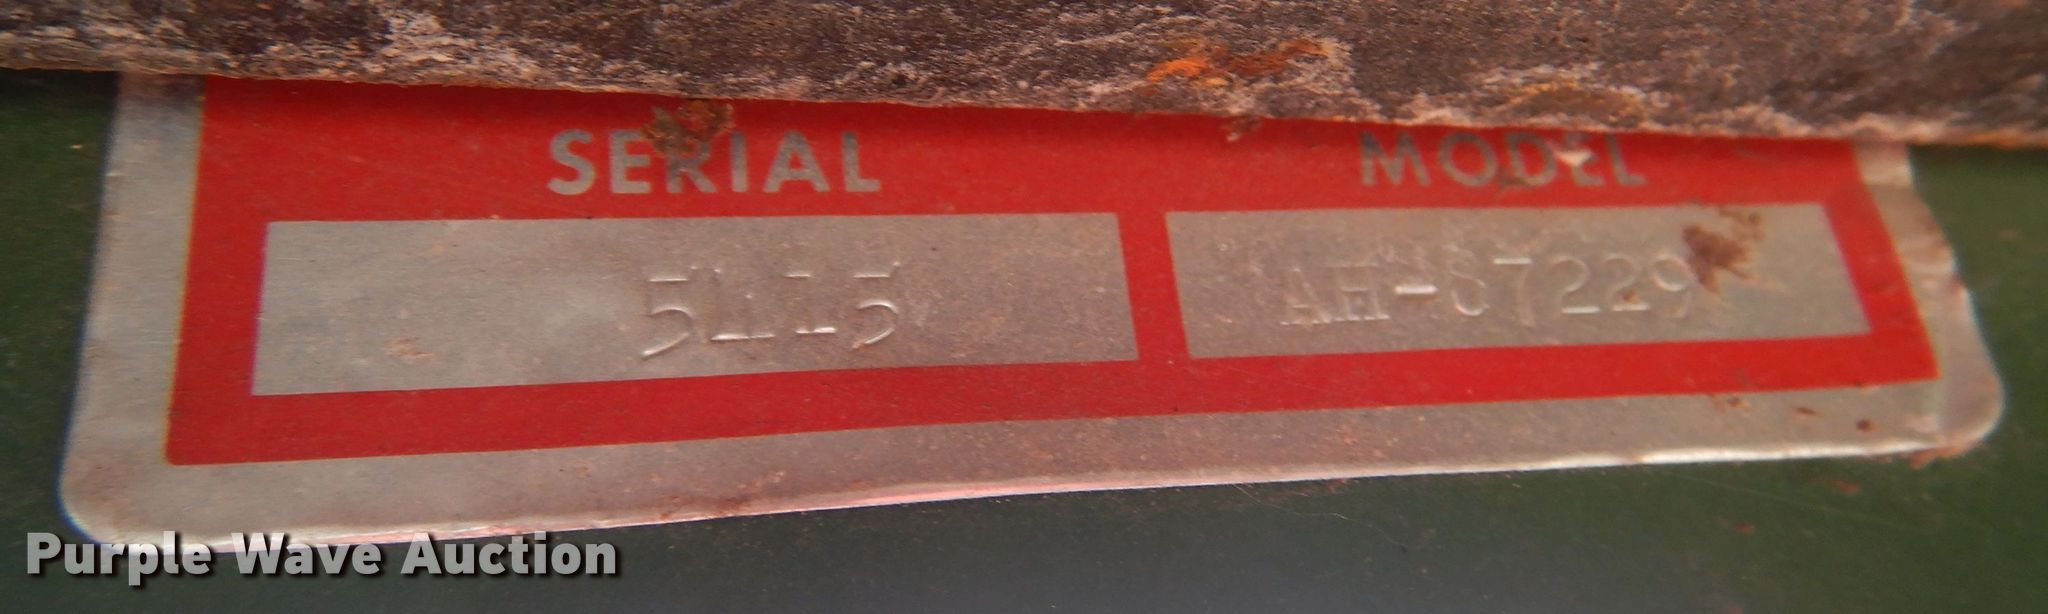 SERIAL MODEL
5115 AH-87229
Purple Wave Auction